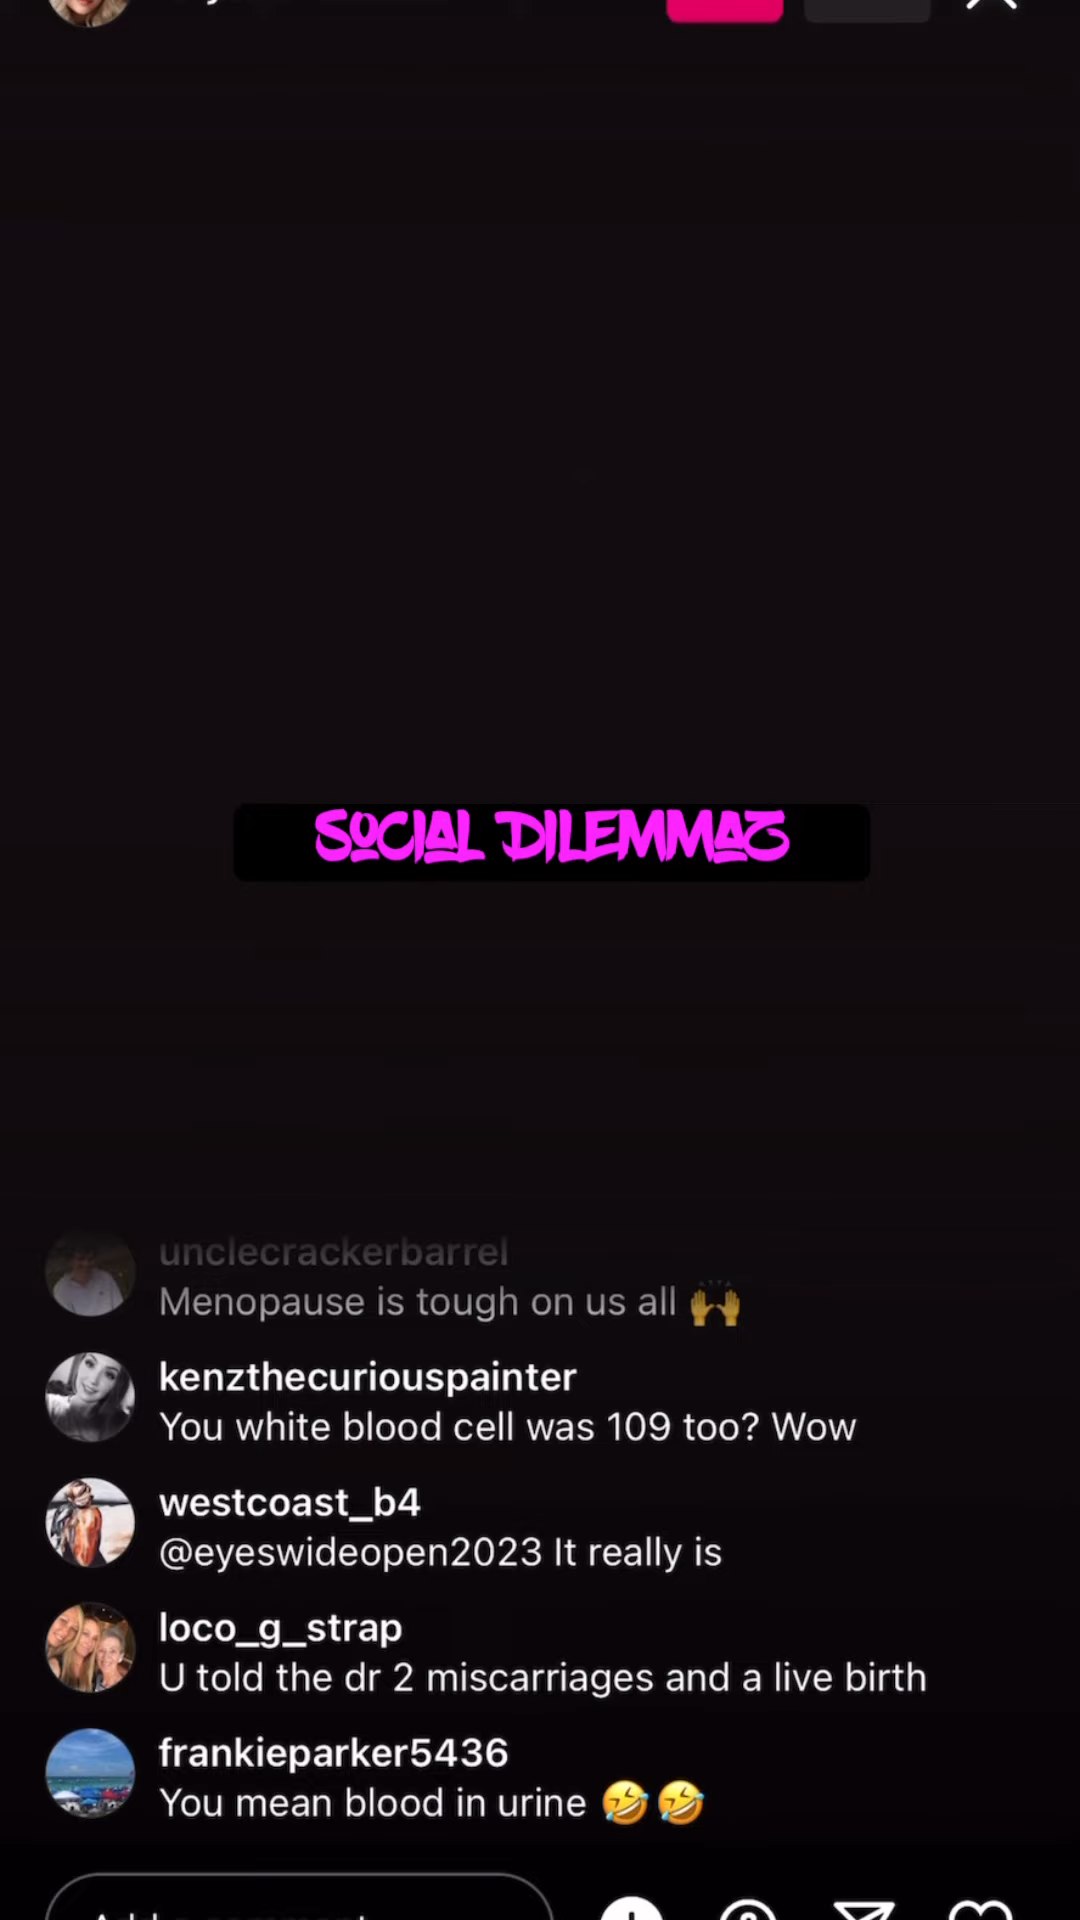 SOCIAL DILEMMAZ
unclecrackerbarrel
Menopause is tough on us all 🙌
kenzthecuriouspainter
You white blood cell was 109 too? Wow
westcoast_b4
@eyeswideopen2023 It really is
loco_g_strap
U told the dr 2 miscarriages and a live birth
frankieparker5436
You mean blood in urine 🤣🤣